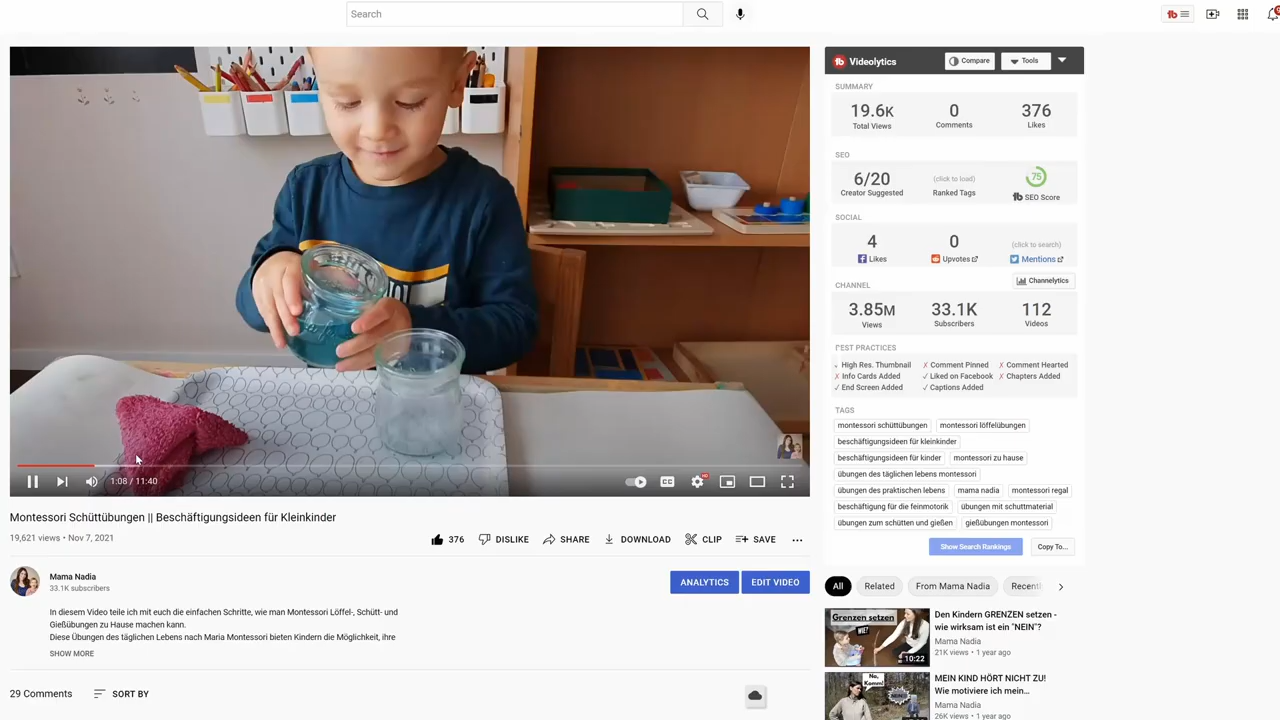 Search
Videolytics
Compare
Tools
SUMMARY
19.6K
0
376
Total Views
Comments
Likes
SEO
6/20
(click to load)
75
Creator Suggested
Ranked Tags
SEO Score
SOCIAL
4
0
(click to search)
Likes
Upvotes
Mentions
Channelytics
CHANNEL
3.85M
33.1K
112
Views
Subscribers
Videos
High Res. Thumbnail
✗ Comment Pinned
✗ Comment Hearted
✗ Info Cards Added
✓ Liked on Facebook
✗ Chapters Added
✓ End Screen Added
✓ Captions Added
TAGS
montessori schüttübungen
montessori löffelübungen
beschäftigungsideen für kleinkinder
beschäftigungsideen für kinder
montessori zu hause
übungen des täglichen lebens montessori
übungen des praktischen lebens
mama nadia
montessori regal
beschäftigung für die feinmotorik
übungen mit schuttmaterial
übungen zum schütten und gießen
gießübungen montessori
Show Search Rankings
Copy To...
1:08 / 11:40
CC
HD
Montessori Schüttübungen || Beschäftigungsideen für Kleinkinder
19,621 views • Nov 7, 2021
376
DISLIKE
SHARE
DOWNLOAD
CLIP
SAVE
Mama Nadia
33.1K subscribers
ANALYTICS
EDIT VIDEO
In diesem Video teile ich mit euch die einfachen Schritte, wie man Montessori Löffel-, Schütt- und
Gießübungen zu Hause machen kann.
Diese Übungen des täglichen Lebens nach Maria Montessori bieten Kindern die Möglichkeit, ihre
SHOW MORE
29 Comments
SORT BY
All
Related
From Mama Nadia
Grenzen setzen
WIE?
10:22
Den Kindern GRENZEN setzen -
wie wirksam ist ein "NEIN"?
Mama Nadia
21K views • 1 year ago
No,
Komm!
NEIN
MEIN KIND HÖRT NICHT ZU!
Wie motiviere ich mein...
Mama Nadia
26K views • 1 year ago